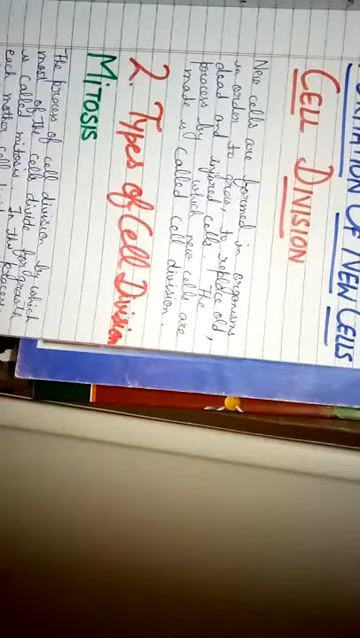 FORMATION OF NEW CELLS
CELL DIVISION
New cells are formed in organisms
in order to grow, to replace old,
dead and injured cells. The
process by which new cells are
made is called cell division.
2. Types of Cell Division
MITOSIS
The process of cell division by which
most of the cells divide for growth
is called mitosis. In this process,
each mother cell